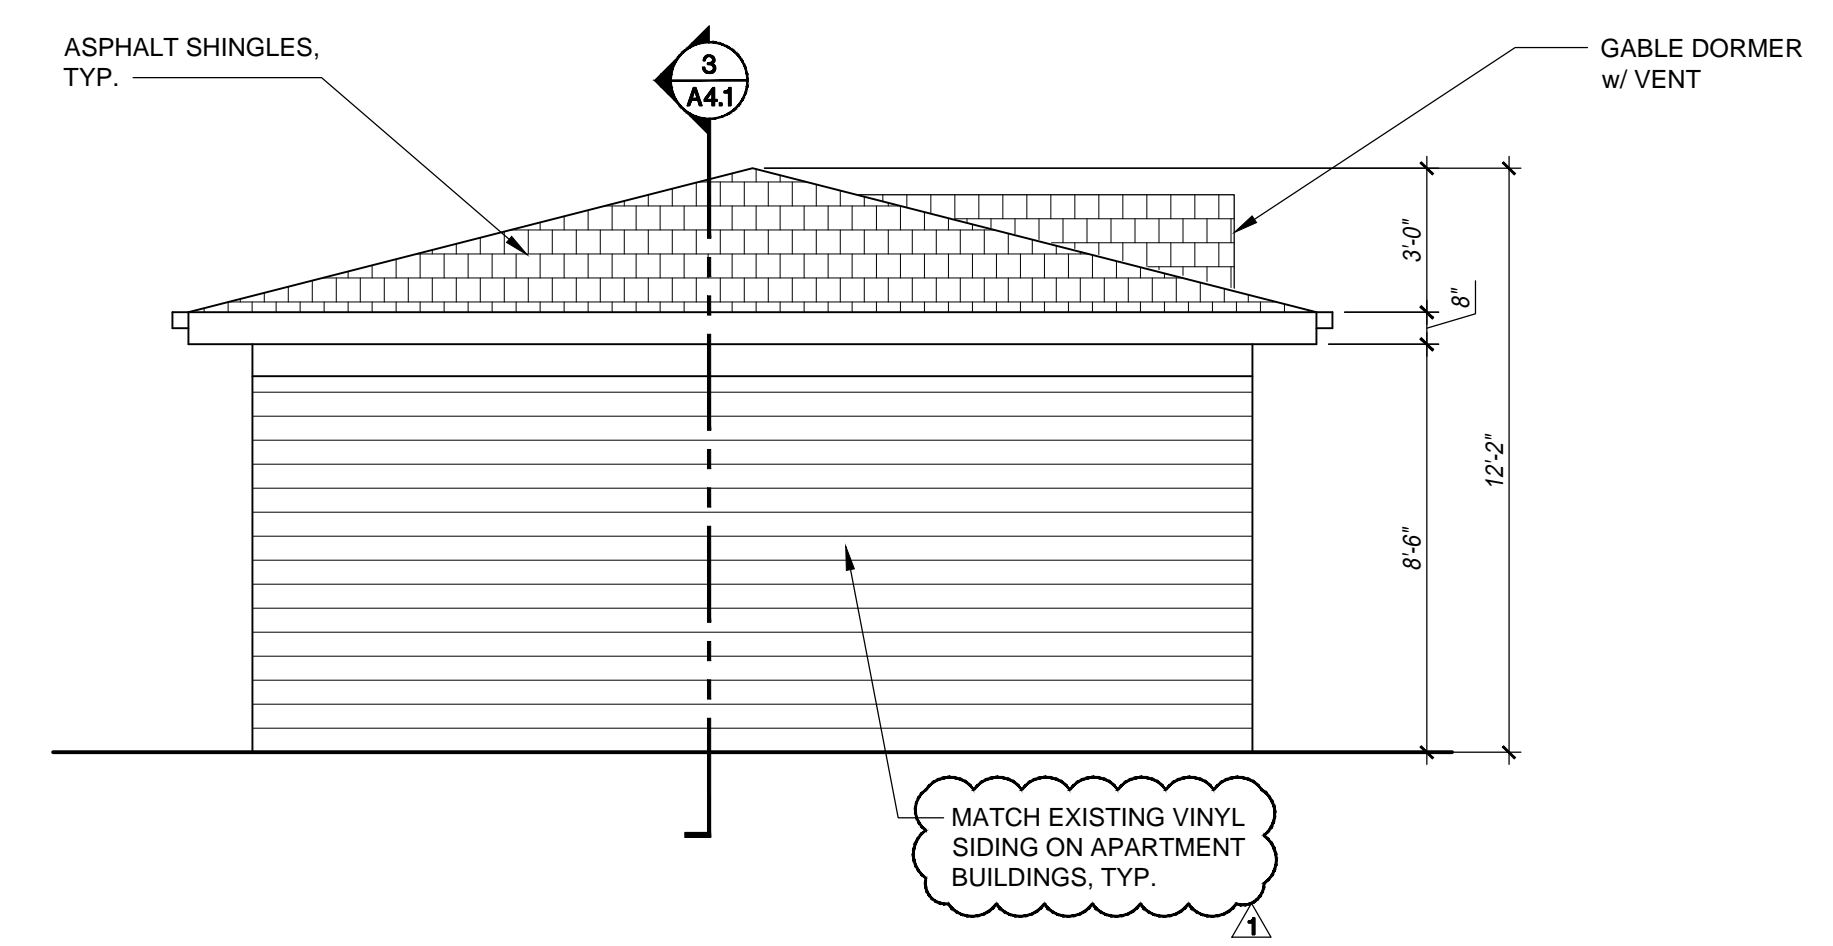 ASPHALT SHINGLES,
TYP.
3
A4.1
GABLE DORMER
w/ VENT
3'-0"
8"
12'-2"
8'-6"
MATCH EXISTING VINYL
SIDING ON APARTMENT
BUILDINGS, TYP.
1